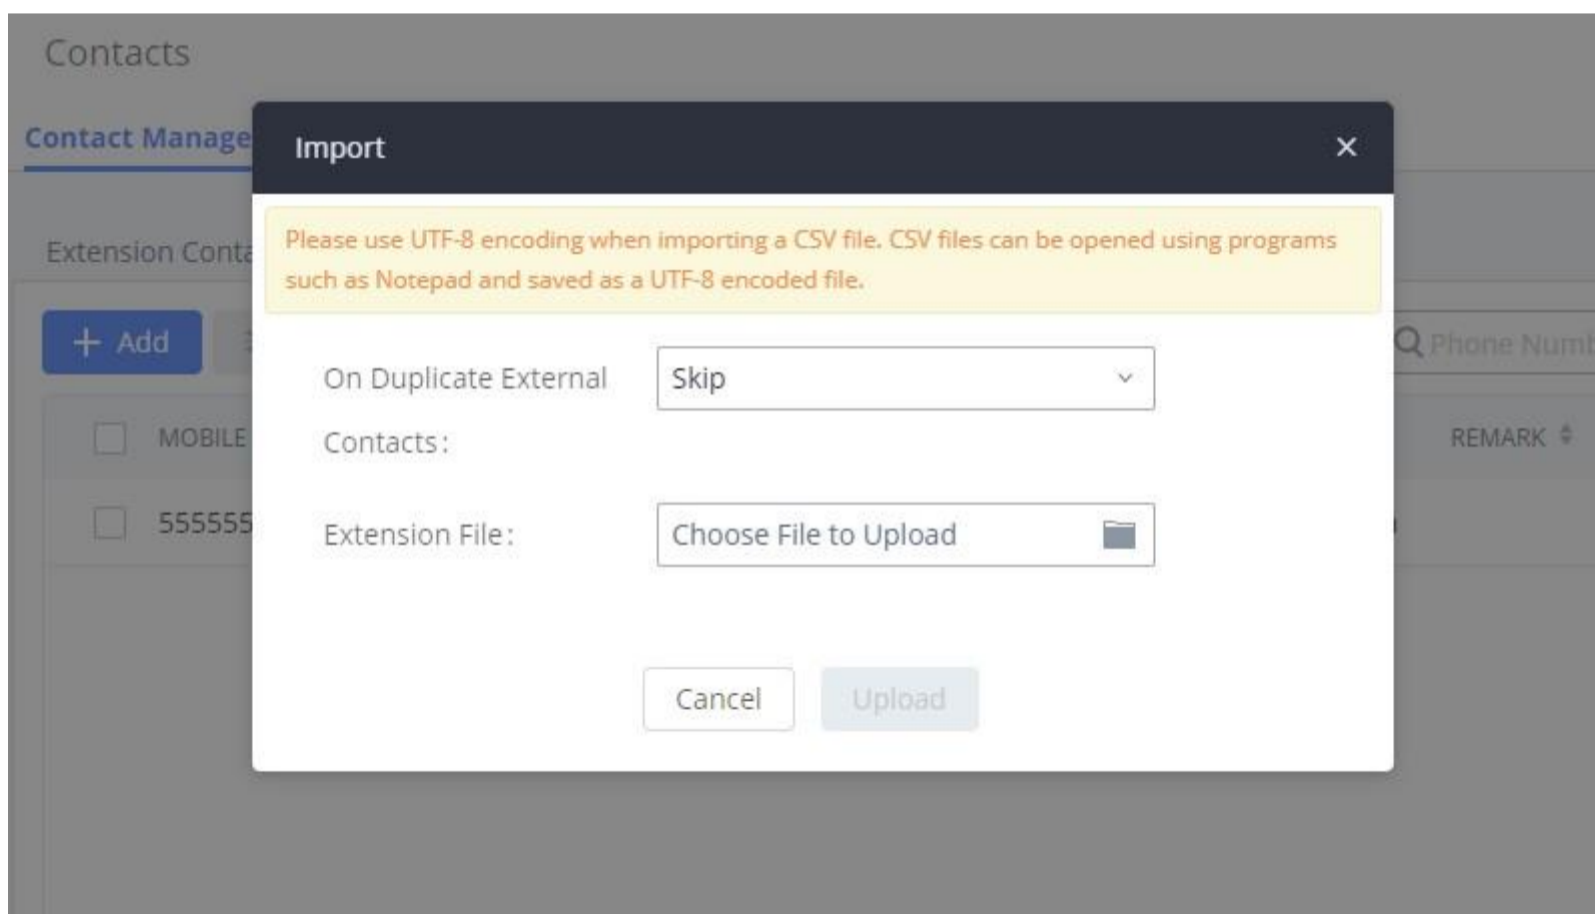 Contacts
Contact Manage
Import
Extension Conta
Please use UTF-8 encoding when importing a CSV file. CSV files can be opened using programs
such as Notepad and saved as a UTF-8 encoded file.
+ Add
Phone Numb
On Duplicate External
Contacts:
Skip
MOBILE
REMARK
555555
Extension File:
Choose File to Upload
Cancel
Upload